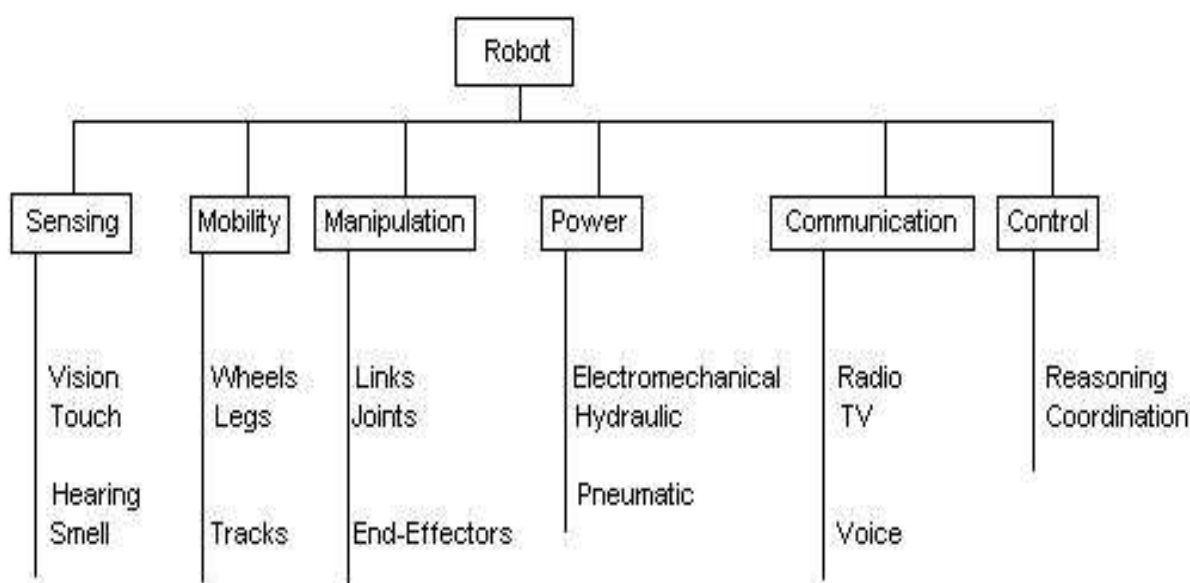 Robot
Sensing
Mobility
Manipulation
Power
Communication
Control
Vision
Touch
Hearing
Smell
Wheels
Legs
Tracks
Links
Joints
End-Effectors
Electromechanical
Hydraulic
Pneumatic
Radio
TV
Voice
Reasoning
Coordination